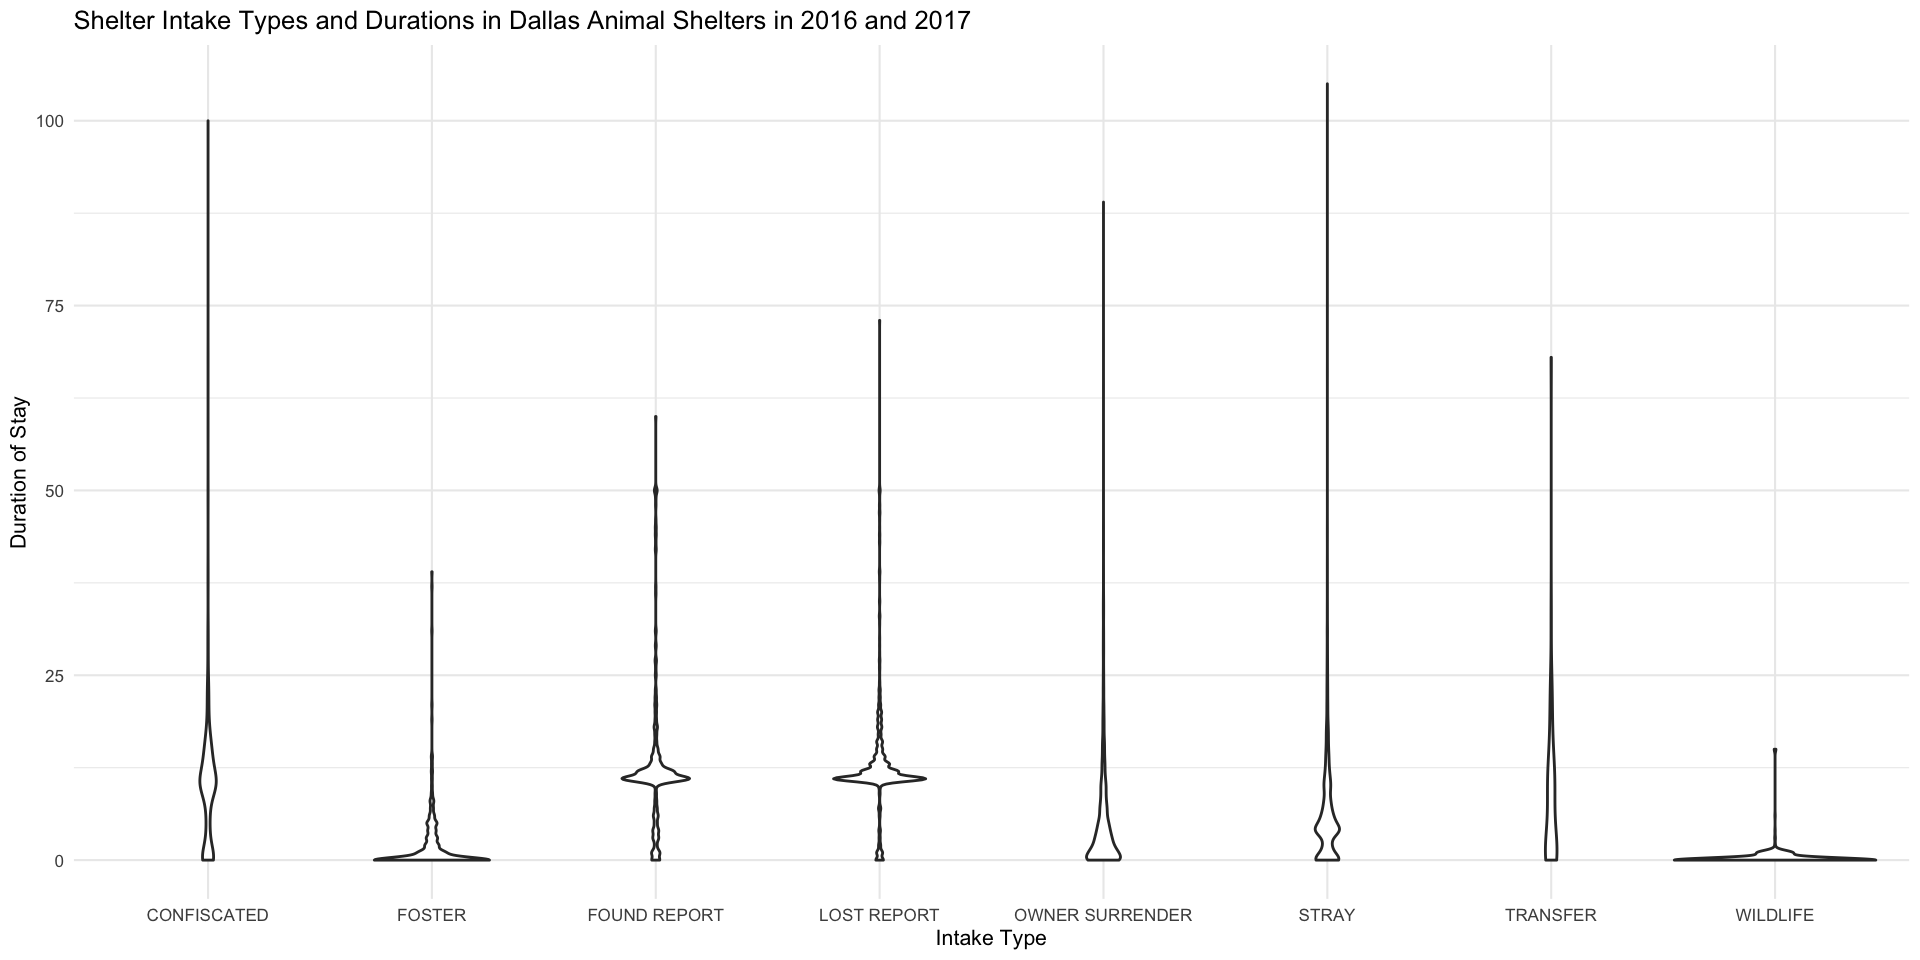 Shelter Intake Types and Durations in Dallas Animal Shelters in 2016 and 2017
100
75
50
25
0
Duration of Stay
CONFISCATED FOSTER FOUND REPORT LOST REPORT OWNER SURRENDER STRAY TRANSFER WILDLIFE
Intake Type